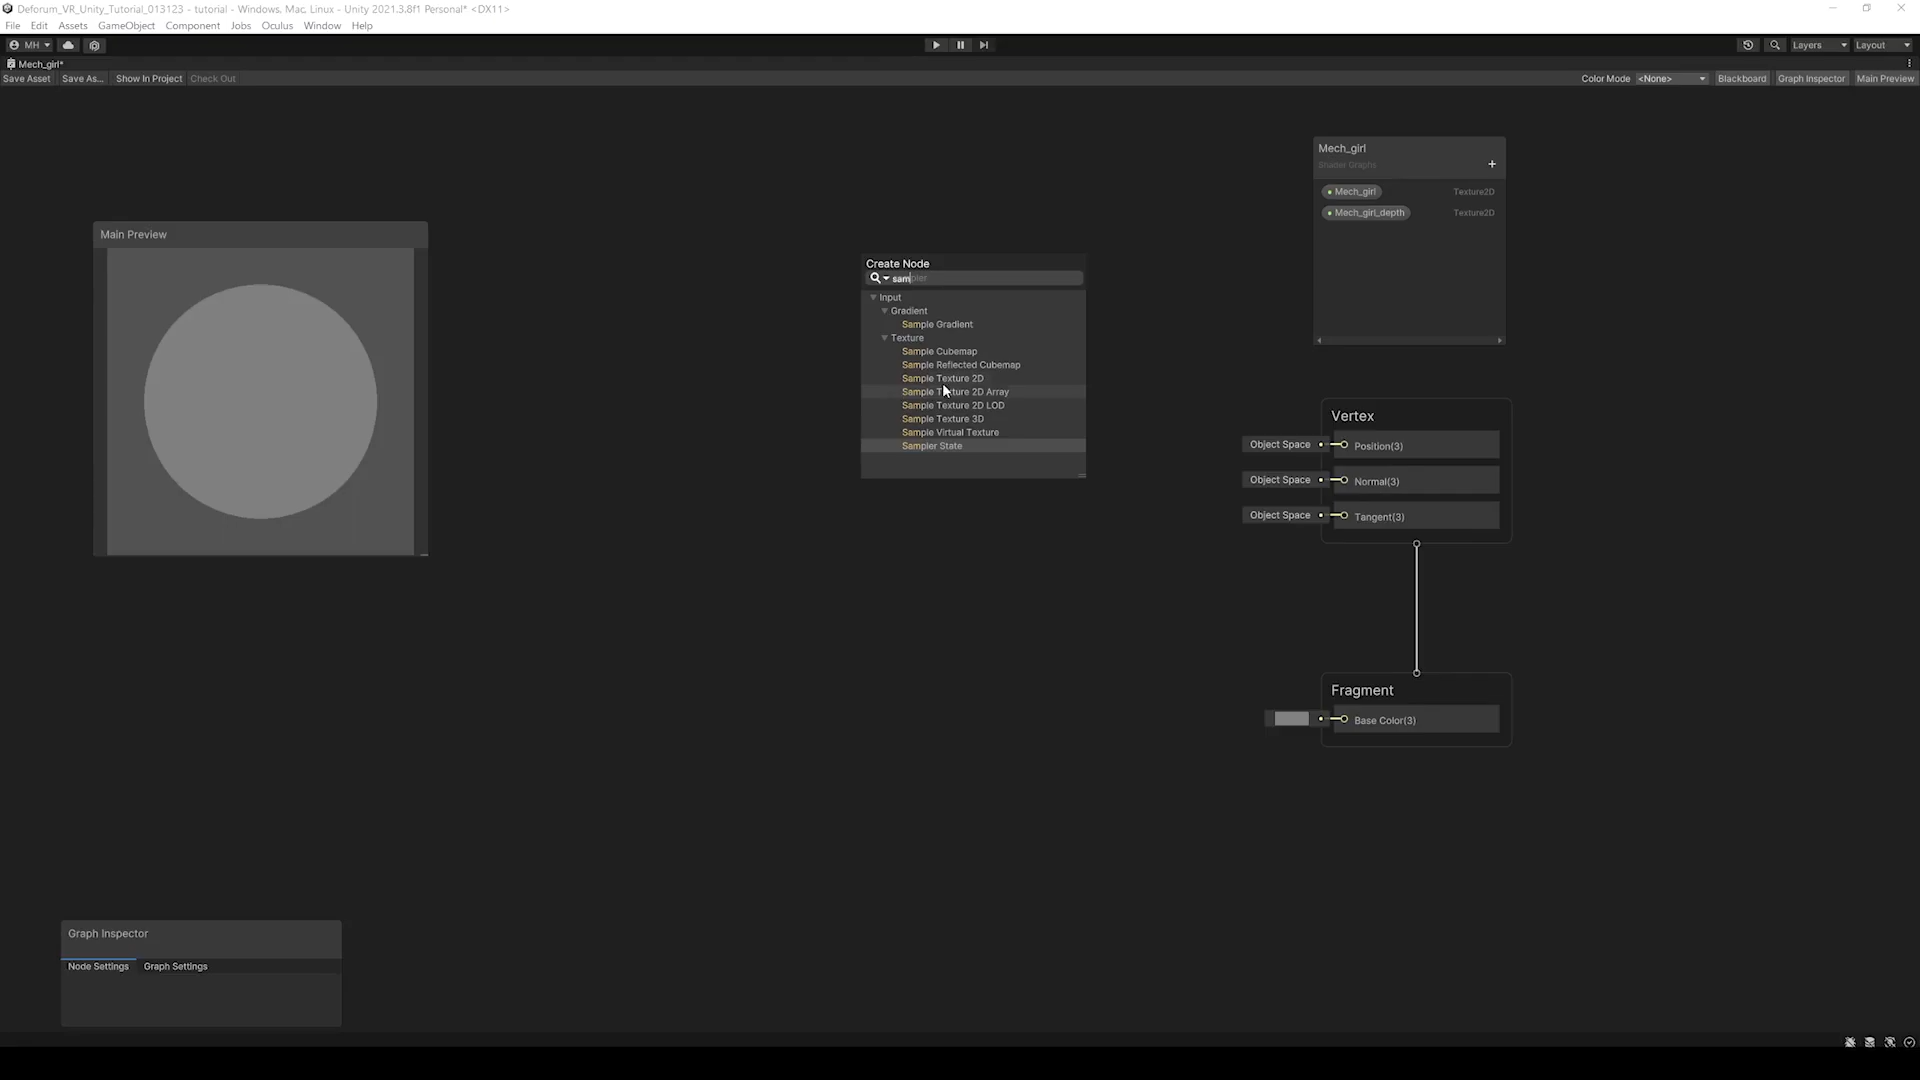 Deforum_VR_Unity_Tutorial_013123 - tutorial - Windows, Mac, Linux - Unity 2021.3.8f1 Personal* <DX11>
File Edit Assets GameObject Component Jobs Oculus Window Help
MH Layers Layout
Mech_girl*
Save Asset Save As... Show In Project Check Out Color Mode <None> Blackboard Graph Inspector Main Preview
Mech_girl
Shader Graphs
+
Mech_girl Texture2D
Mech_girl_depth Texture2D
Main Preview
Create Node
sampler
Input
Gradient
Sample Gradient
Texture
Sample Cubemap
Sample Reflected Cubemap
Sample Texture 2D
Sample Texture 2D Array
Sample Texture 2D LOD
Sample Texture 3D
Sample Virtual Texture
Sampler State
Vertex
Object Space Position(3)
Object Space Normal(3)
Object Space Tangent(3)
Fragment
Base Color(3)
Graph Inspector
Node Settings Graph Settings